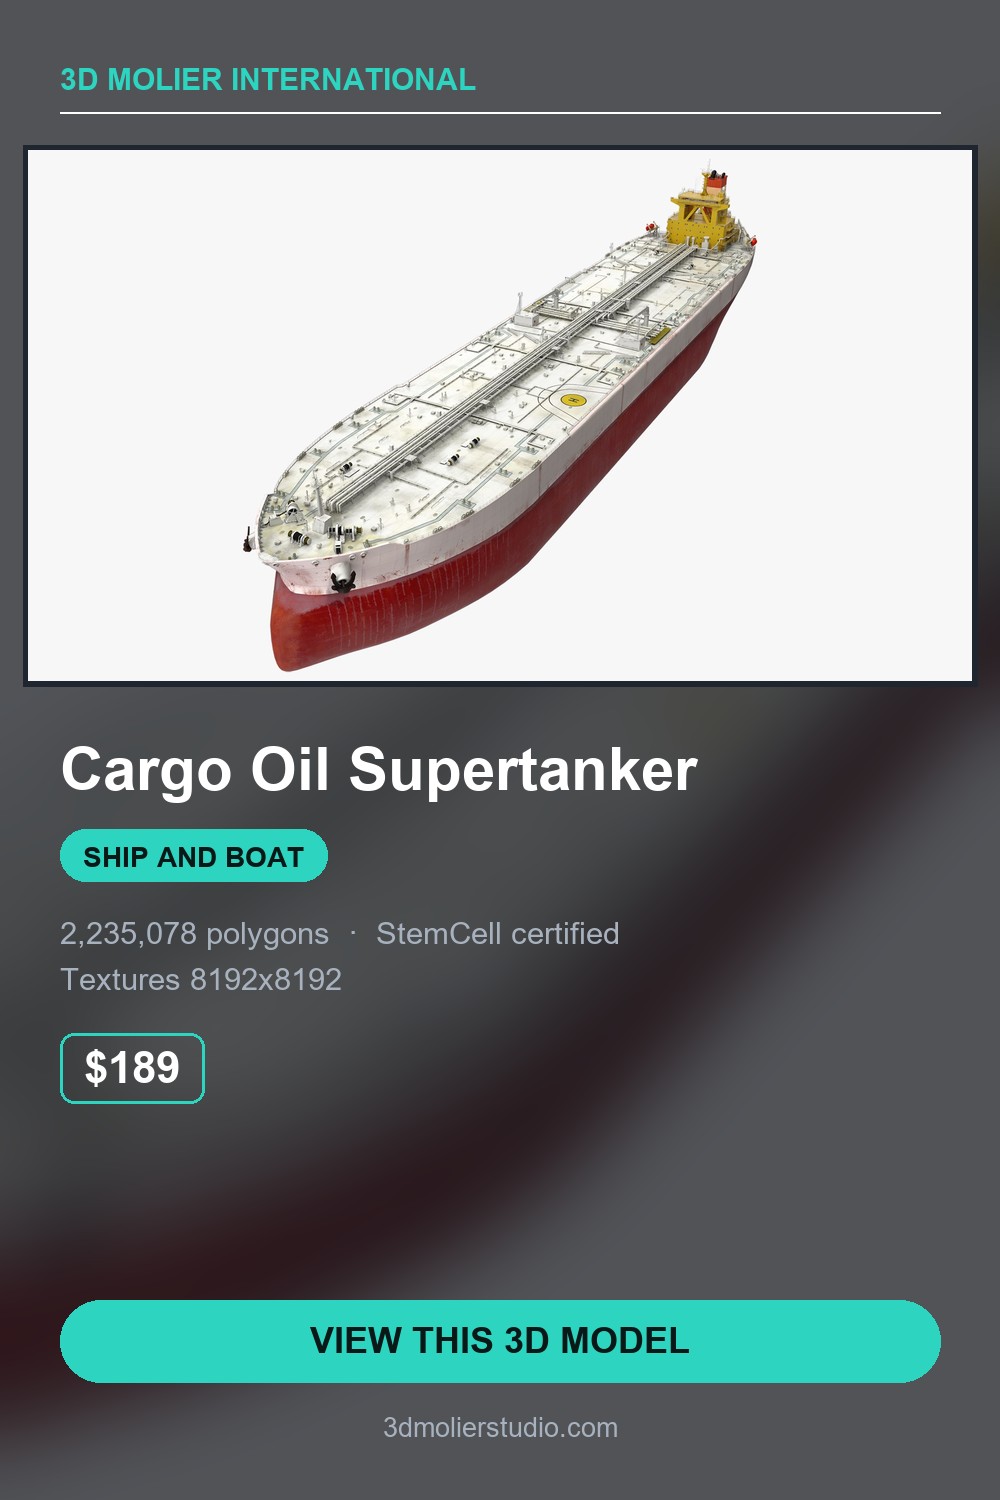 3D MOLIER INTERNATIONAL
H
Cargo Oil Supertanker
SHIP AND BOAT
2,235,078 polygons · StemCell certified
Textures 8192x8192
$189
VIEW THIS 3D MODEL
3dmolierstudio.com